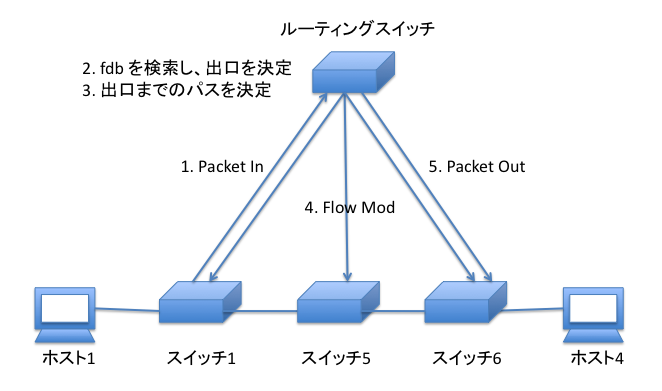 ルーティングスイッチ
2. fdb を検索し、出口を決定
3. 出口までのパスを決定
1. Packet In
5. Packet Out
4. Flow Mod
ホスト1
スイッチ1
スイッチ5
スイッチ6
ホスト4